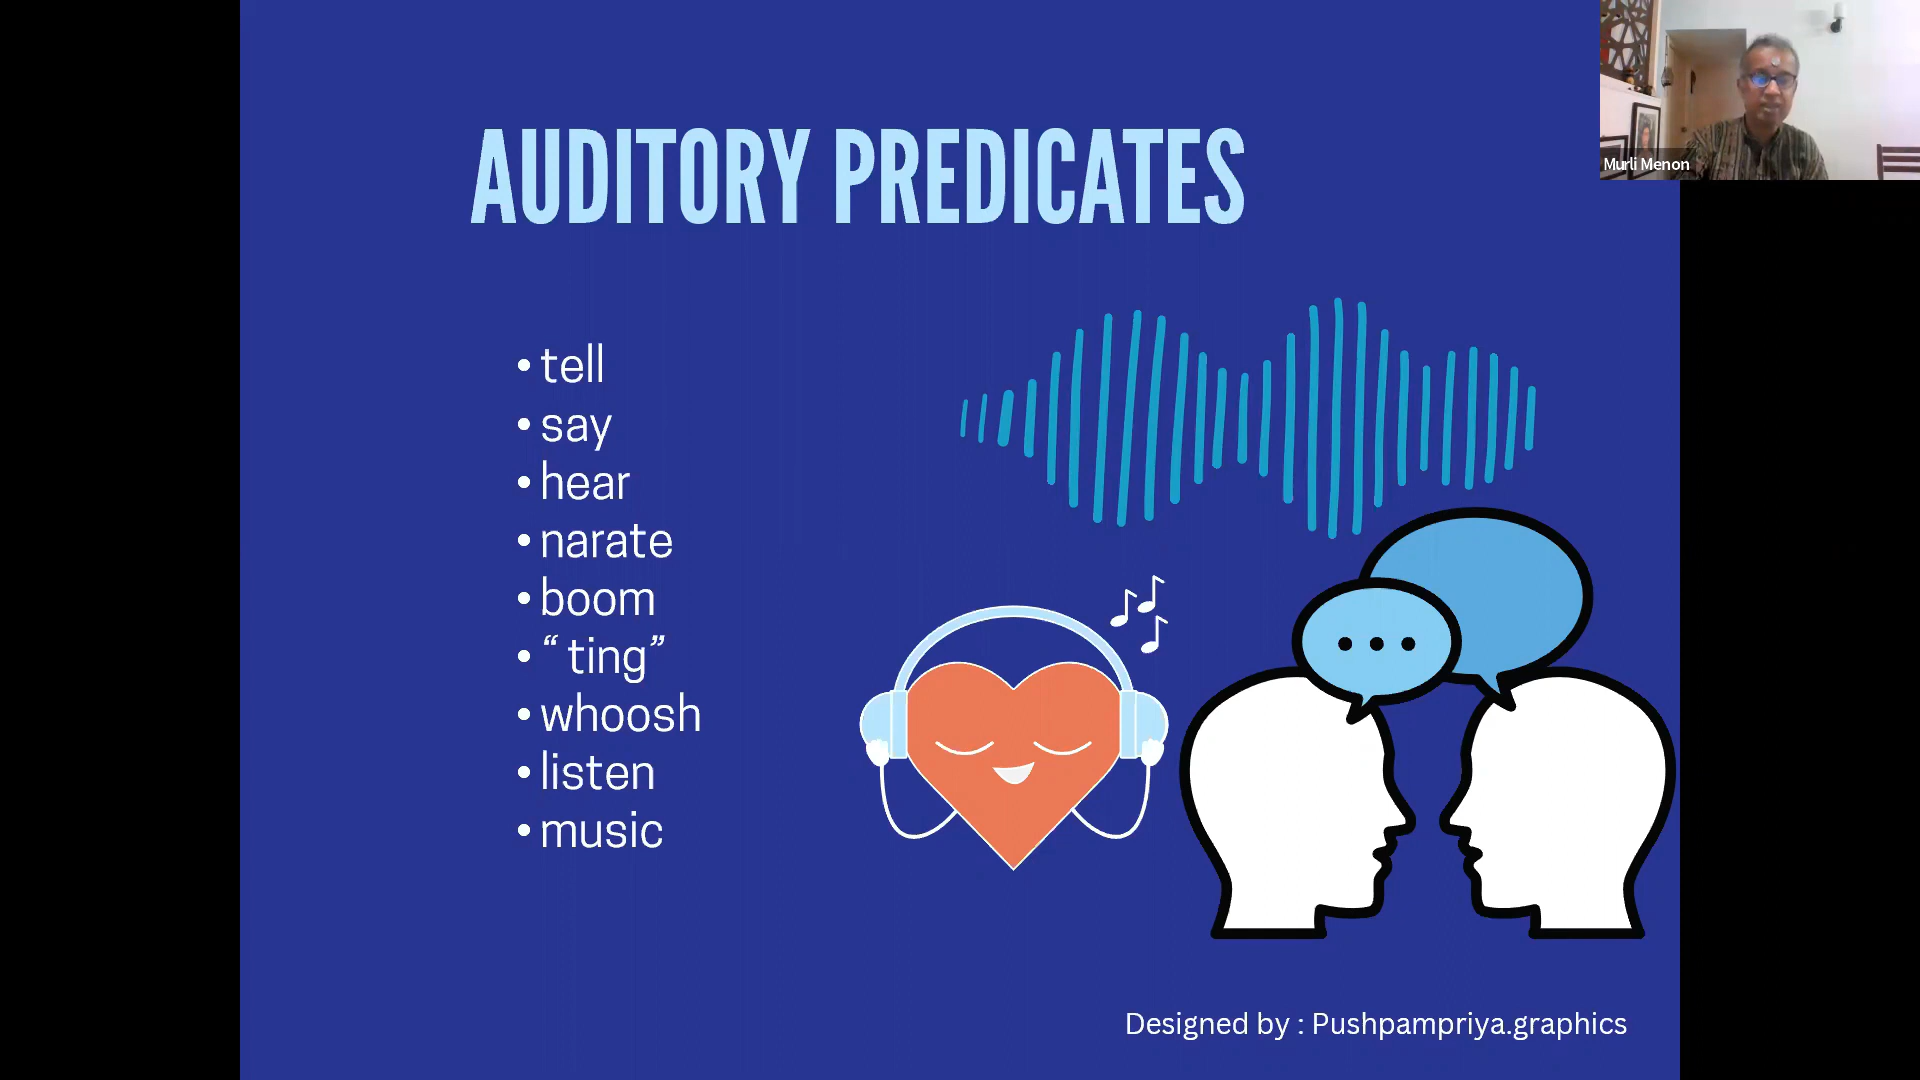 AUDITORY PREDICATES
Murli Menon
• tell
• say
• hear
• narate
• boom
• “ ting”
• whoosh
• listen
• music
Designed by : Pushpampriya.graphics